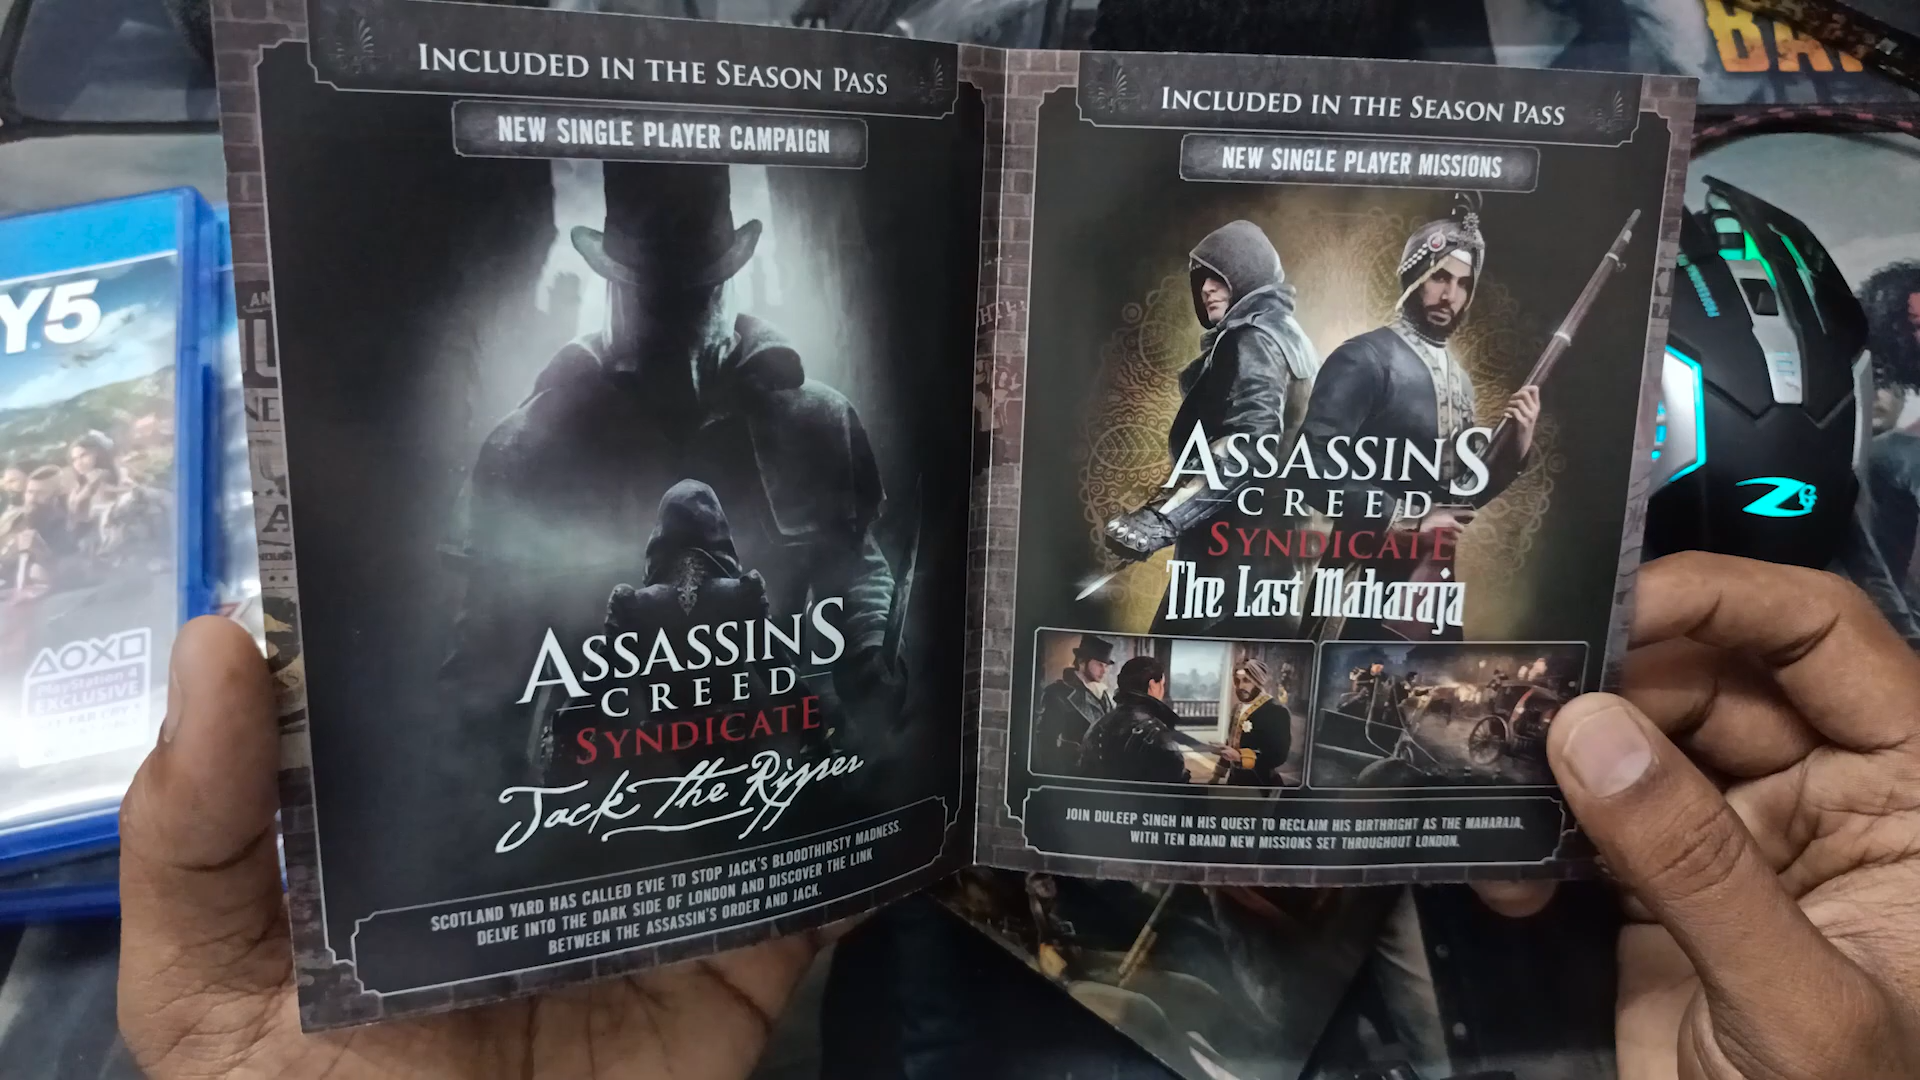 INCLUDED IN THE SEASON PASS
NEW SINGLE PLAYER CAMPAIGN
ASSASSIN'S
CREED
SYNDICATE
Jack the Ripper
SCOTLAND YARD HAS CALLED EVIE TO STOP JACK'S BLOODTHIRSTY MADNESS.
DELVE INTO THE DARK SIDE OF LONDON AND DISCOVER THE LINK
BETWEEN THE ASSASSIN'S ORDER AND JACK.
INCLUDED IN THE SEASON PASS
NEW SINGLE PLAYER MISSIONS
ASSASSIN'S
CREED
SYNDICATE
The Last Maharaja
JOIN DULEEP SINGH IN HIS QUEST TO RECLAIM HIS BIRTHRIGHT AS THE MAHARAJA,
WITH TEN BRAND NEW MISSIONS SET THROUGHOUT LONDON.
Y5
PlayStation 4
EXCLUSIVE
BA